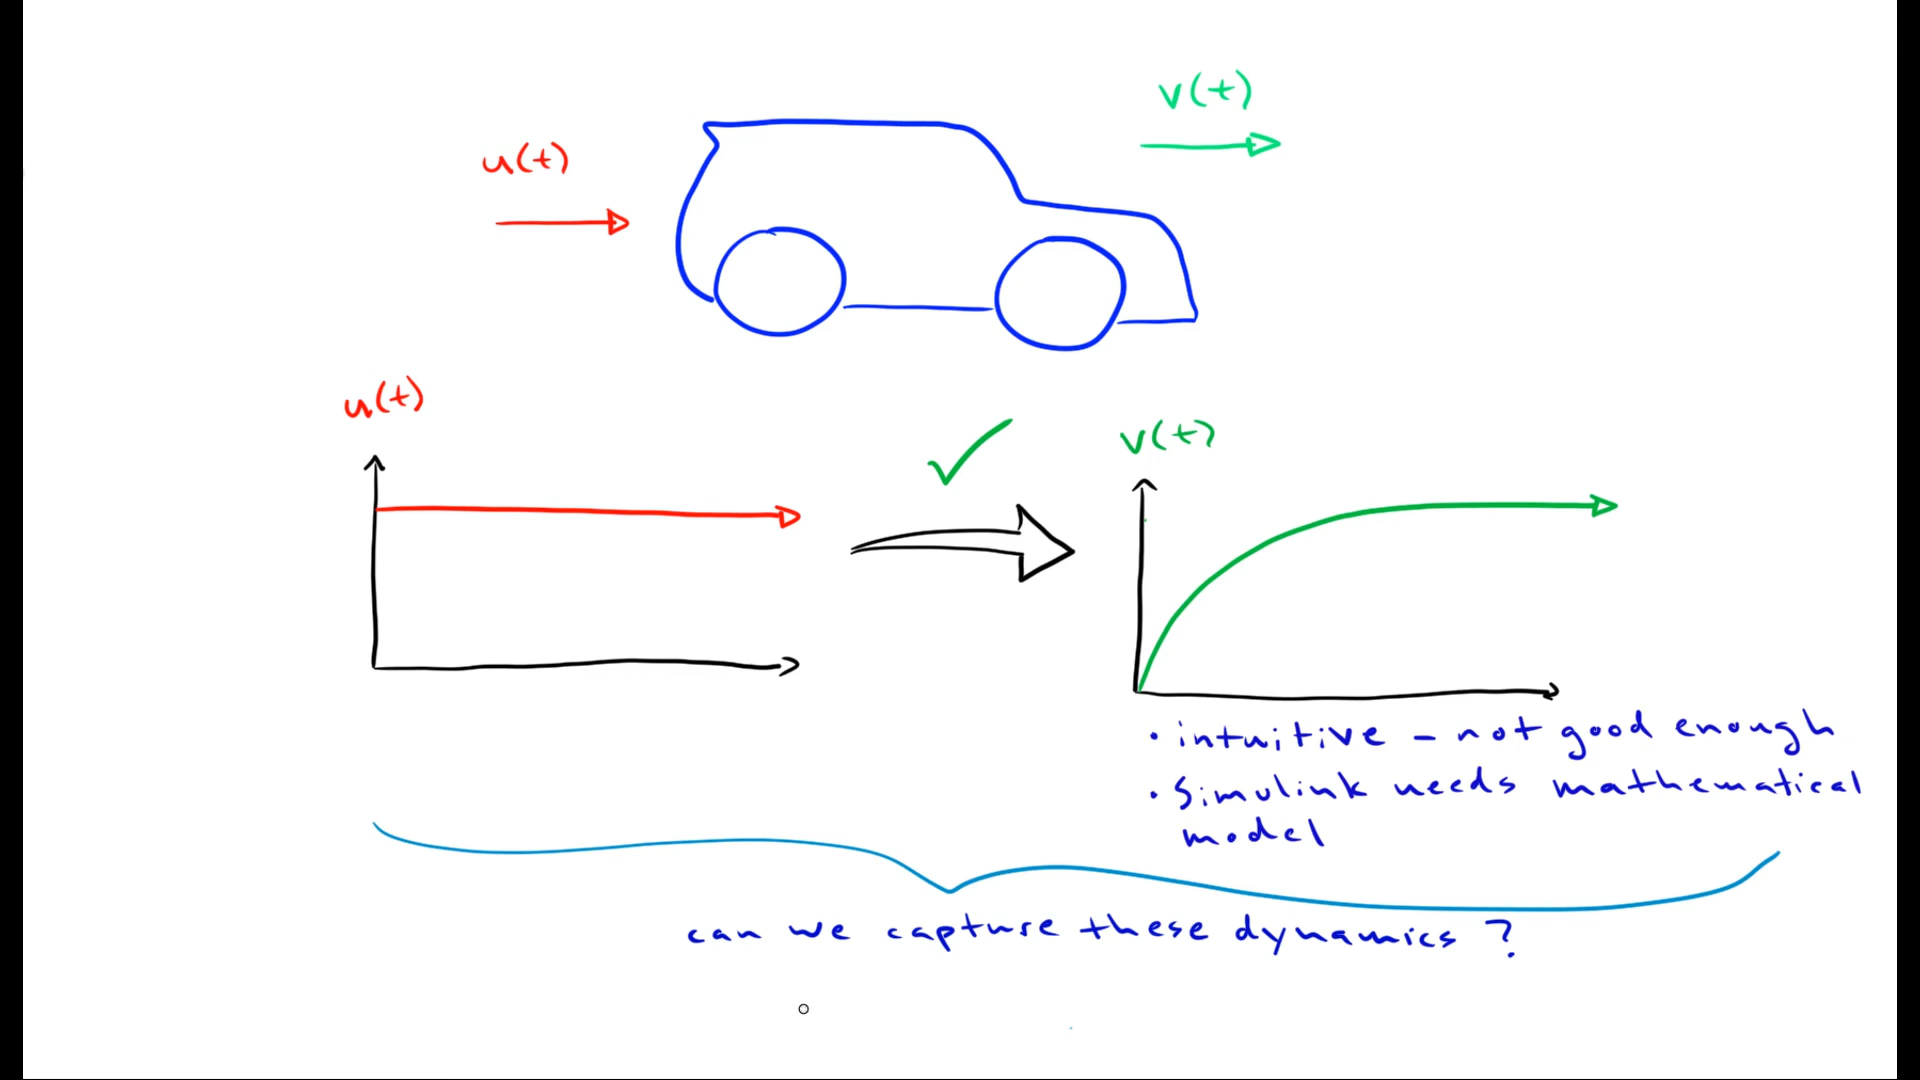 v(t)
u(t)
u(t)
v(t)
• intuitive - not good enough
• Simulink needs mathematical
model
can we capture these dynamics ?